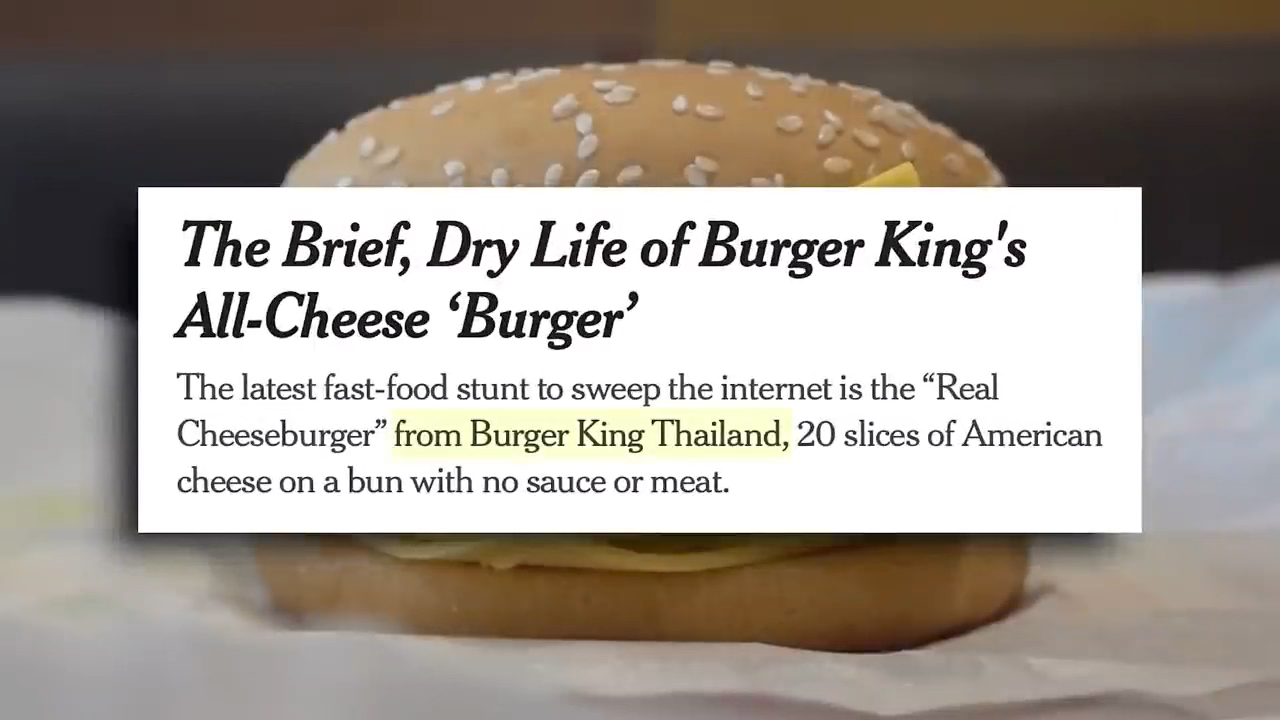 The Brief, Dry Life of Burger King's
All-Cheese ‘Burger’
The latest fast-food stunt to sweep the internet is the “Real
Cheeseburger” from Burger King Thailand, 20 slices of American
cheese on a bun with no sauce or meat.